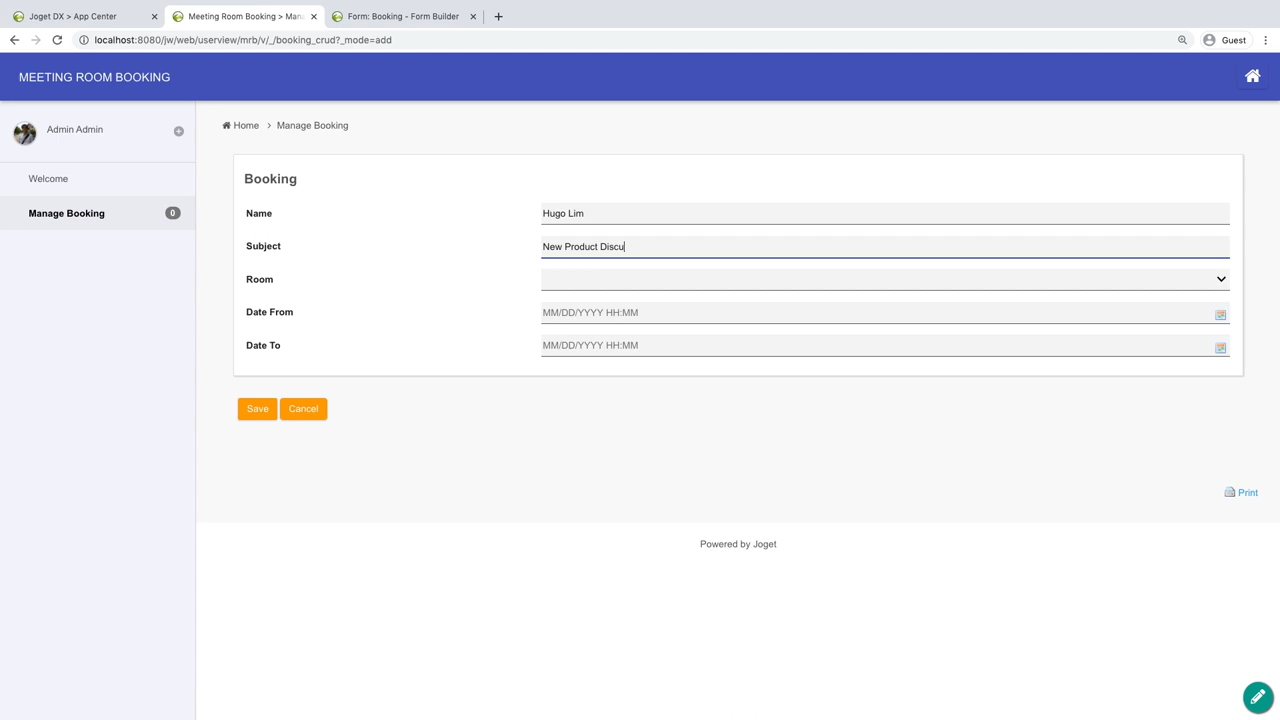 Joget DX > App Center
Meeting Room Booking > Man
Form: Booking - Form Builder
localhost:8080/jw/web/userview/mrb/v/_/booking_crud?_mode=add
Guest
MEETING ROOM BOOKING
Admin Admin
Home > Manage Booking
Welcome
Manage Booking 0
Booking
Name Hugo Lim
Subject New Product Discu
Room
Date From MM/DD/YYYY HH:MM
Date To MM/DD/YYYY HH:MM
Save Cancel
Print
Powered by Joget